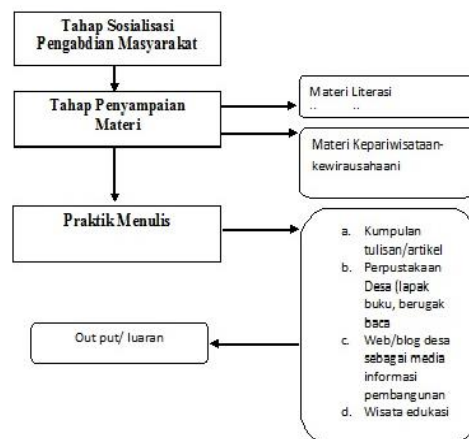 Tahap Sosialisasi
Pengabdian Masyarakat
Tahap Penyampaian
Materi
Materi Literasi
Materi Kepariwisataan-
kewirausahaani
Praktik Menulis
a. Kumpulan
tulisan/artikel
b. Perpustakaan
Desa (lapak
buku, berugak
baca
c. Web/blog desa
sebagai media
informasi
pembangunan
d. Wisata edukasi
Out put/ luaran